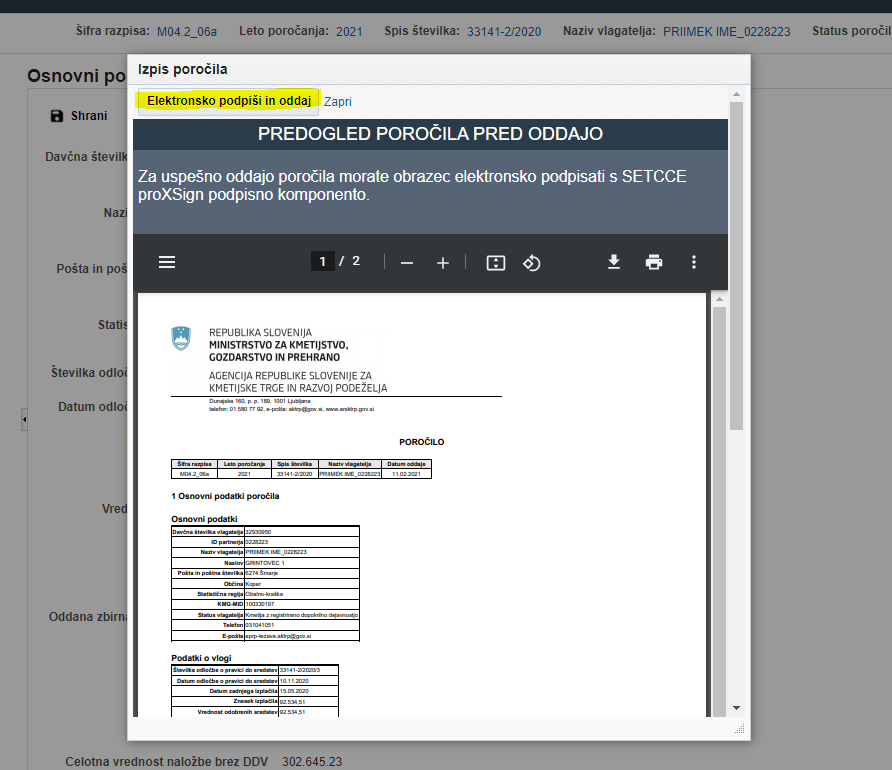 Šifra razpisa: M04.2_06a Leto poročanja: 2021 Spis številka: 33141-2/2020 Naziv vlagatelja: PRIIMEK IME_0228223 Status poročil
Izpis poročila
Osnovni po
Elektronsko podpiši in oddaj Zapri
Shrani
PREDOGLED POROČILA PRED ODDAJO
Davčna številk
Za uspešno oddajo poročila morate obrazec elektronsko podpisati s SETCCE
proXSign podpisno komponento.
Nazi
Pošta in poš
1 / 2
Statis
Številka odloč
Datum odloč
Vred
Oddana zbirna
REPUBLIKA SLOVENIJA
MINISTRSTVO ZA KMETIJSTVO,
GOZDARSTVO IN PREHRANO
AGENCIJA REPUBLIKE SLOVENIJE ZA
KMETIJSKE TRGE IN RAZVOJ PODEŽELJA
Dunajska 160, p. p. 189, 1001 Ljubljana
telefon: 01 580 77 92, e-pošta: aktrp@gov.si, www.arsktrp.gov.si
POROČILO
Šifra razpisa Leto poročanja Spis številka Naziv vlagatelja Datum oddaje
M04.2_06a 2021 33141-2/2020 PRIIMEK IME_0228223 11.02.2021
1 Osnovni podatki poročila
Osnovni podatki
Davčna številka vlagatelja 32930950
ID partnerja 0228223
Naziv vlagatelja PRIIMEK IME_0228223
Naslov GRINTOVEC 1
Pošta in poštna številka 6274 Šmarje
Občina Koper
Statistična regija Obalno-kraška
KMG-MID 100330197
Status vlagatelja Kmetija z registrirano dopolnilno dejavnostjo
Telefon 031041051
E-pošta eprp-tezave.aktrp@gov.si
Podatki o vlogi
Številka odločbe o pravici do sredstev 33141-2/2020/3
Datum odločbe o pravici do sredstev 10.11.2020
Datum zadnjega izplačila 15.05.2020
Znesek izplačila 92.534,51
Vrednost odobrenih sredstev 92.534,51
Celotna vrednost naložbe brez DDV 302.645.23